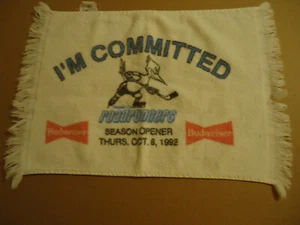 I'M COMMITTED
roadrunners
SEASON OPENER
THURS. OCT. 8, 1992
Budweiser Budweiser